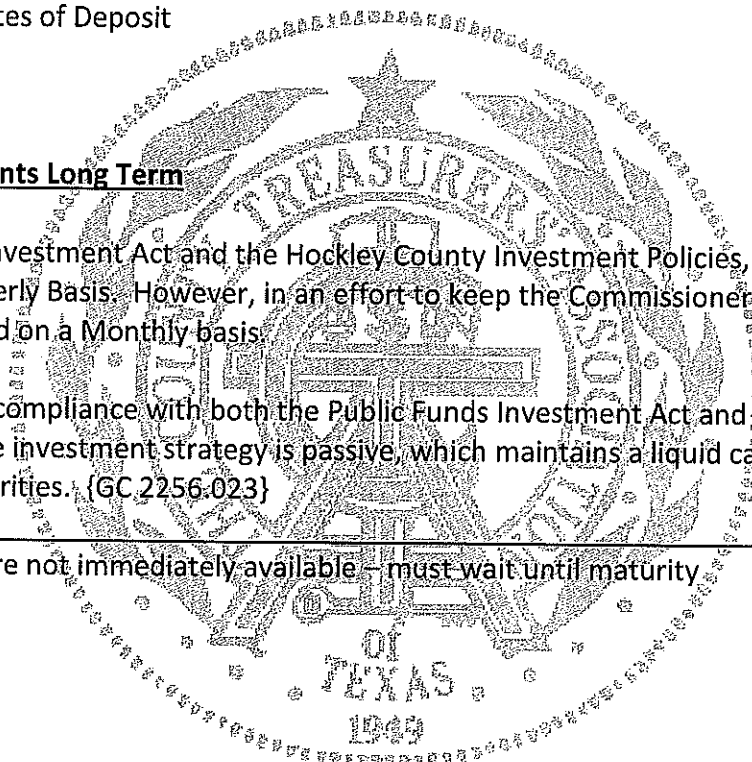 tes of Deposit
nts Long Term
nvestment Act and the Hockley County Investment Policies,
erly Basis. However, in an effort to keep the Commissioner
d on a Monthly basis.
compliance with both the Public Funds Investment Act and
e investment strategy is passive, which maintains a liquid ca
rities. {GC 2256.023}
re not immediately available – must wait until maturity
TREASURERS
of
TEXAS
1949